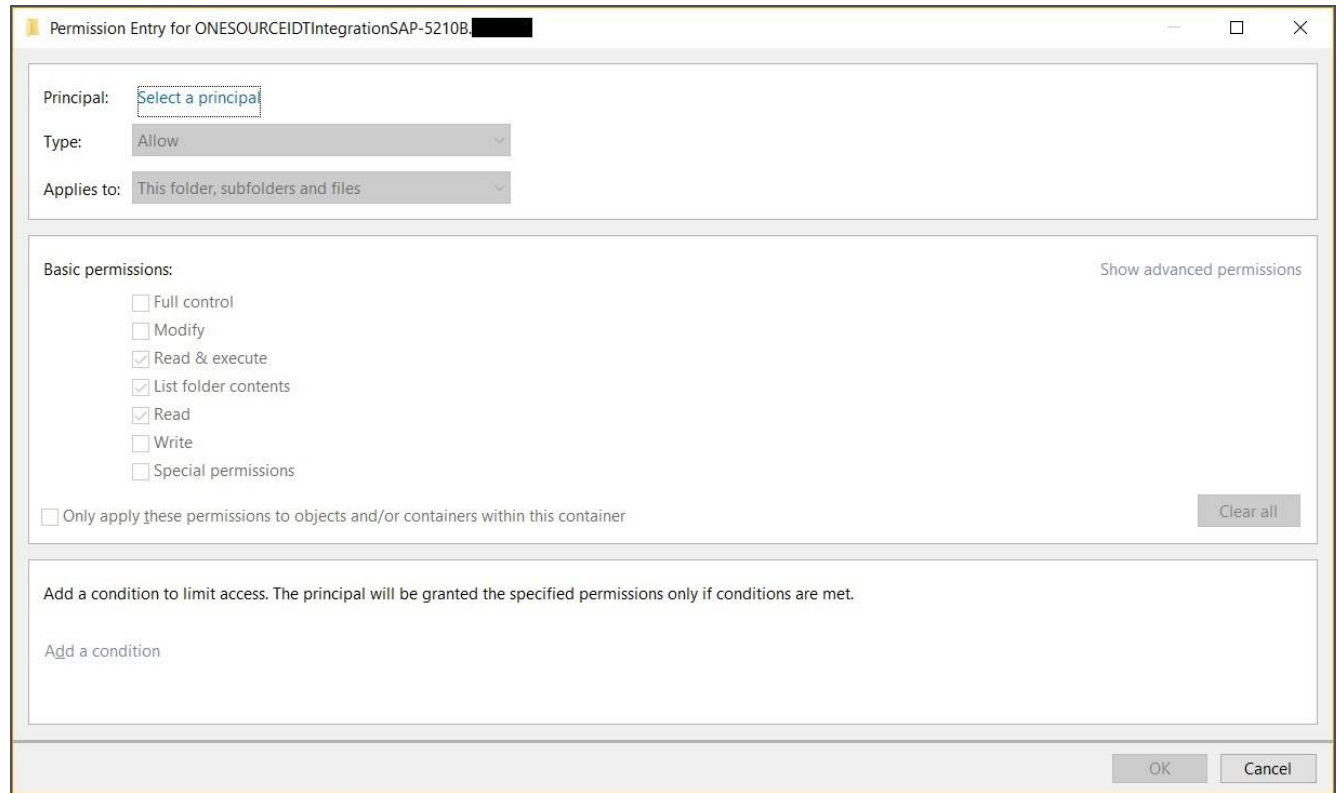 Permission Entry for ONESOURCEIDTIntegrationSAP-5210B.
Principal: Select a principal
Type: Allow
Applies to: This folder, subfolders and files
Basic permissions: Show advanced permissions
Full control
Modify
Read & execute
List folder contents
Read
Write
Special permissions
Only apply these permissions to objects and/or containers within this container Clear all
Add a condition to limit access. The principal will be granted the specified permissions only if conditions are met.
Add a condition
OK Cancel